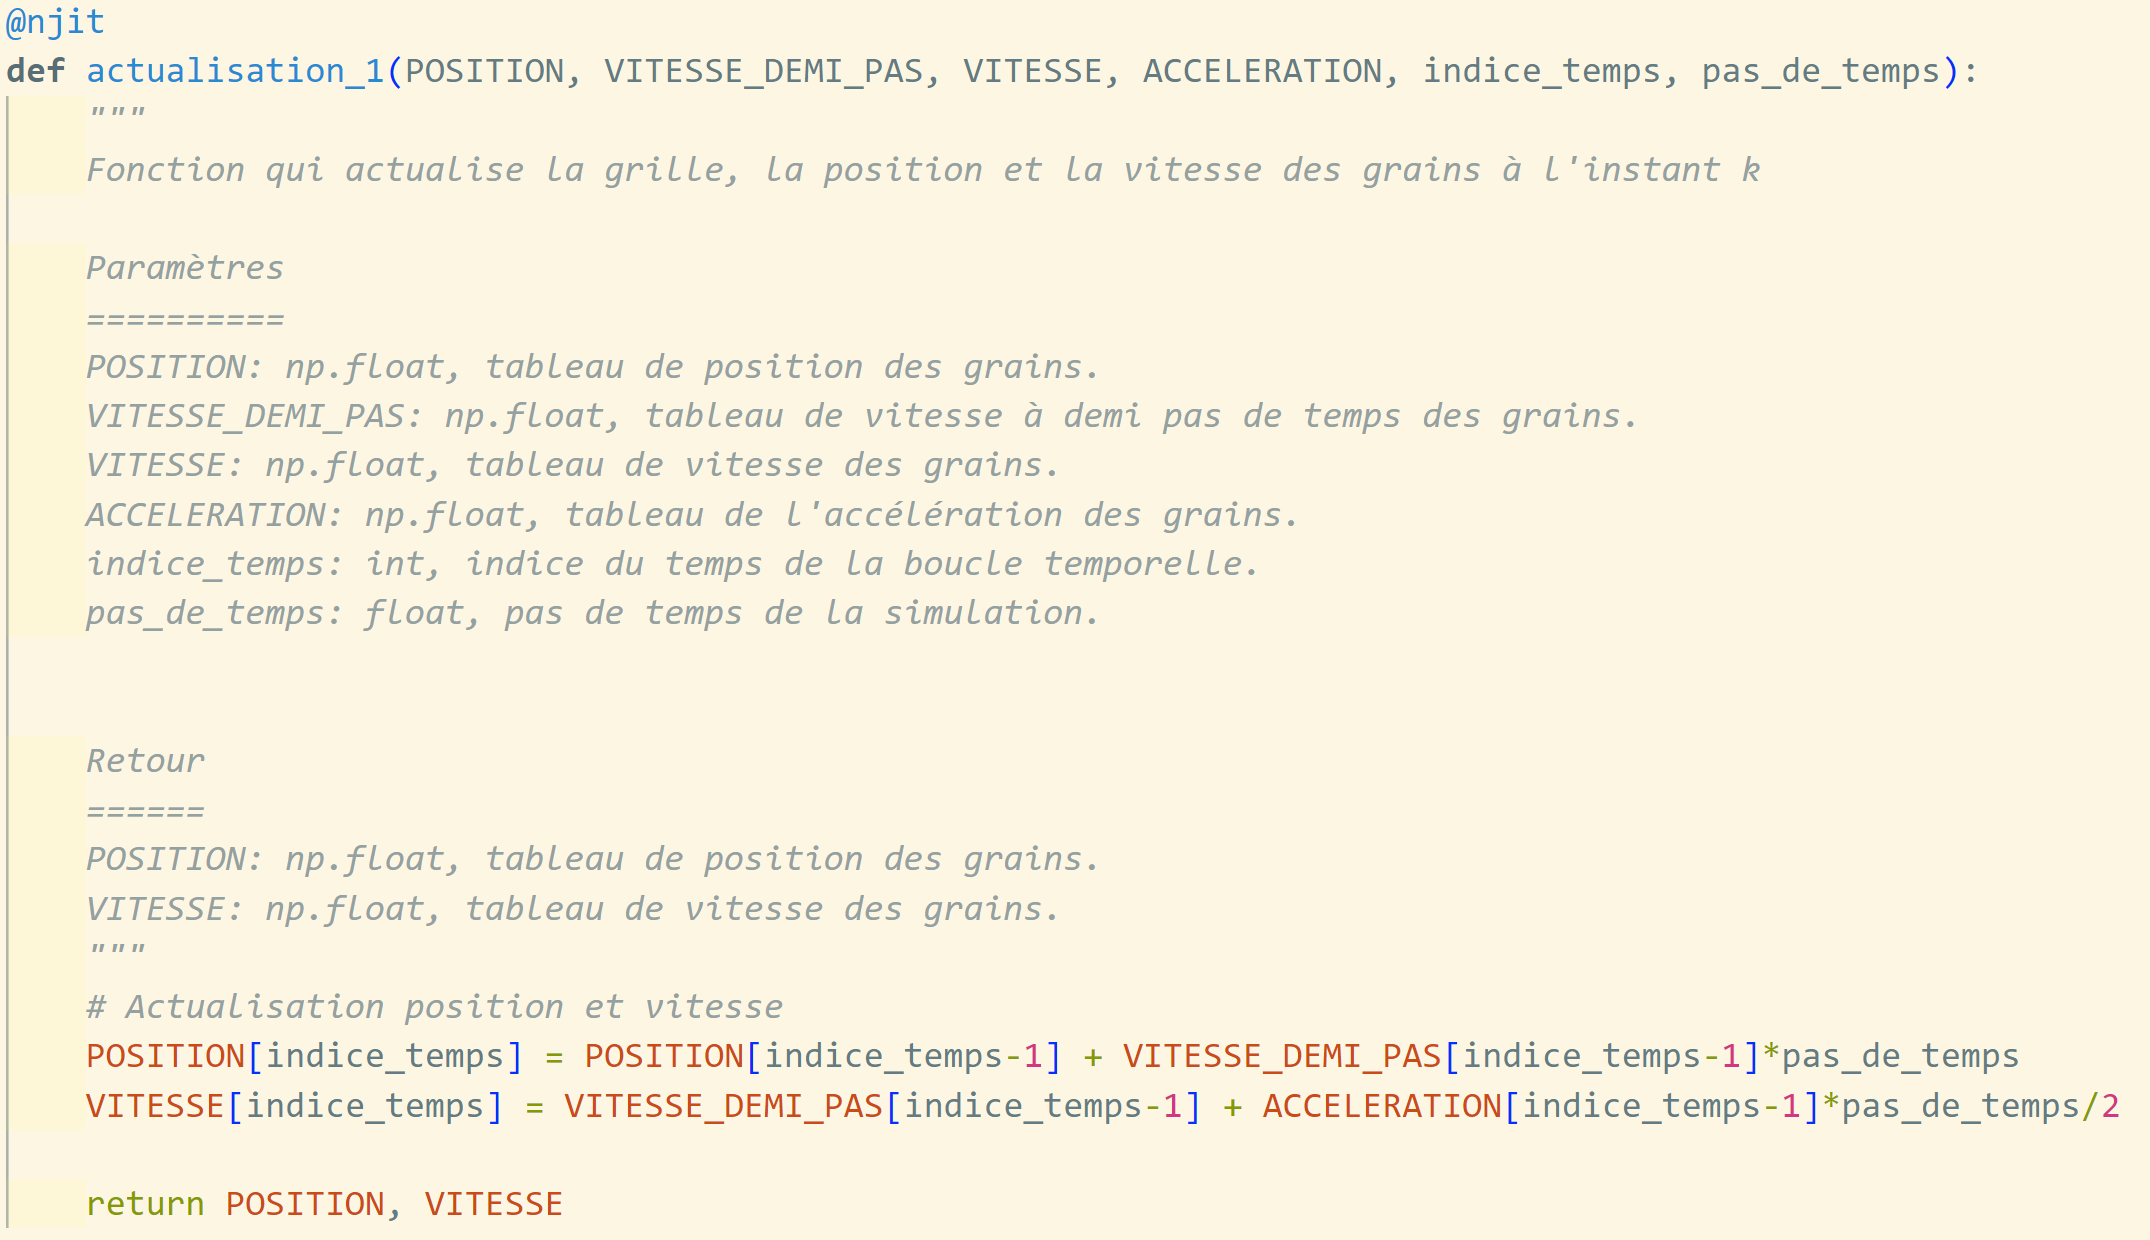 @njit
def actualisation_1(POSITION, VITESSE_DEMI_PAS, VITESSE, ACCELERATION, indice_temps, pas_de_temps):
    """
    Fonction qui actualise la grille, la position et la vitesse des grains à l'instant k

    Paramètres
    ==========
    POSITION: np.float, tableau de position des grains.
    VITESSE_DEMI_PAS: np.float, tableau de vitesse à demi pas de temps des grains.
    VITESSE: np.float, tableau de vitesse des grains.
    ACCELERATION: np.float, tableau de l'accélération des grains.
    indice_temps: int, indice du temps de la boucle temporelle.
    pas_de_temps: float, pas de temps de la simulation.


    Retour
    ======
    POSITION: np.float, tableau de position des grains.
    VITESSE: np.float, tableau de vitesse des grains.
    """
    # Actualisation position et vitesse
    POSITION[indice_temps] = POSITION[indice_temps-1] + VITESSE_DEMI_PAS[indice_temps-1]*pas_de_temps
    VITESSE[indice_temps] = VITESSE_DEMI_PAS[indice_temps-1] + ACCELERATION[indice_temps-1]*pas_de_temps/2

    return POSITION, VITESSE